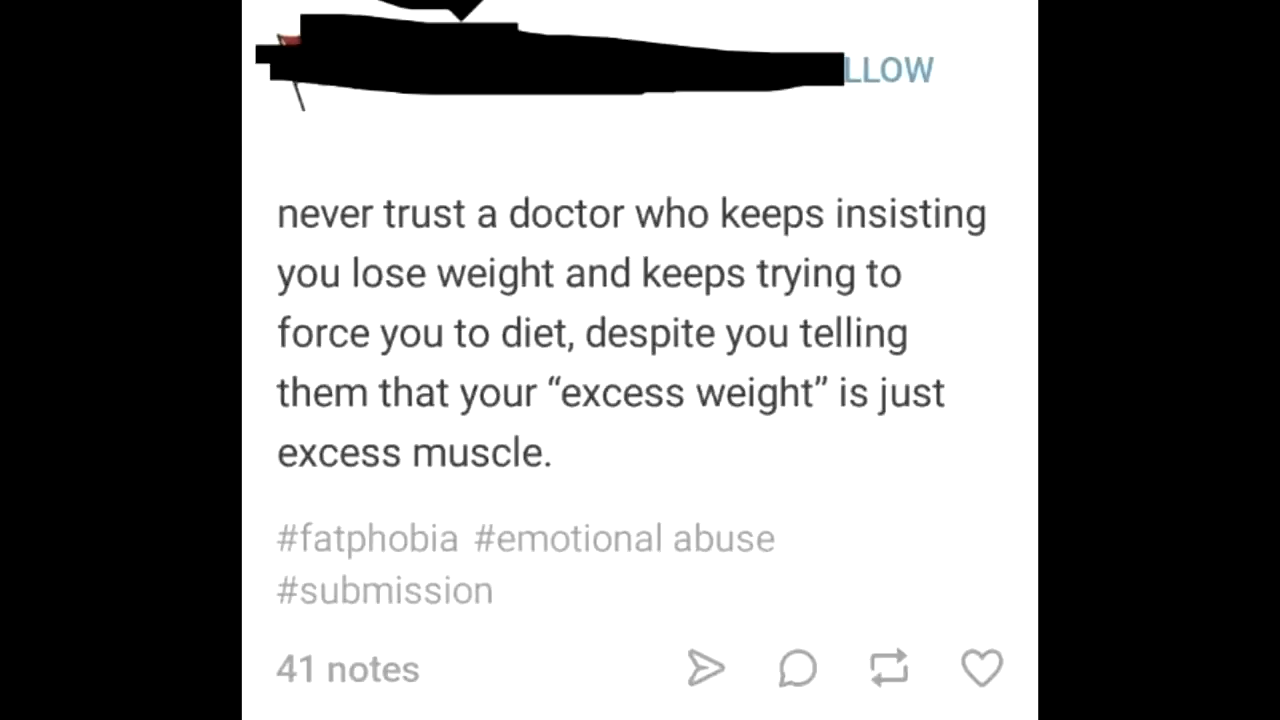 LLOW
never trust a doctor who keeps insisting
you lose weight and keeps trying to
force you to diet, despite you telling
them that your “excess weight” is just
excess muscle.
#fatphobia #emotional abuse
#submission
41 notes